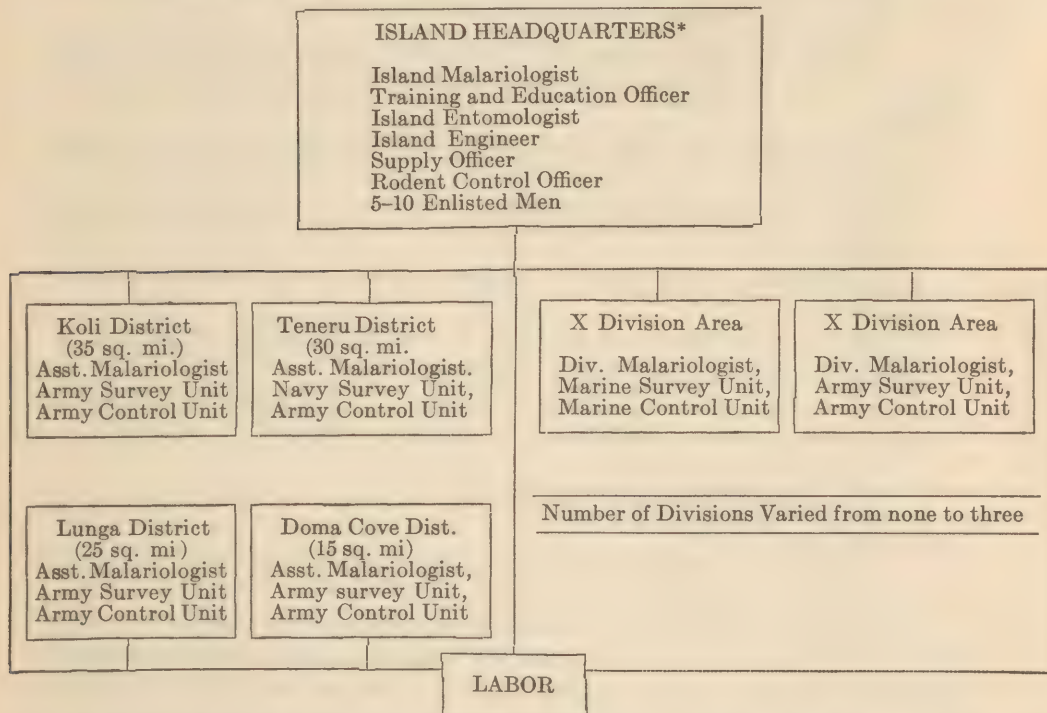 ISLAND HEADQUARTERS*
Island Malariologist
Training and Education Officer
Island Entomologist
Island Engineer
Supply Officer
Rodent Control Officer
5–10 Enlisted Men
Koli District
(35 sq. mi.)
Asst. Malariologist
Army Survey Unit
Army Control Unit
Teneru District
(30 sq. mi.
Asst. Malariologist.
Navy Survey Unit,
Army Control Unit
X Division Area
Div. Malariologist,
Marine Survey Unit,
Marine Control Unit
X Division Area
Div. Malariologist,
Army Survey Unit,
Army Control Unit
Lunga District
(25 sq. mi )
Asst. Malariologist
Army Survey Unit
Army Control Unit
Doma Cove Dist.
(15 sq. mi)
Asst. Malariologist,
Army survey Unit,
Army Control Unit
Number of Divisions Varied from none to three
LABOR